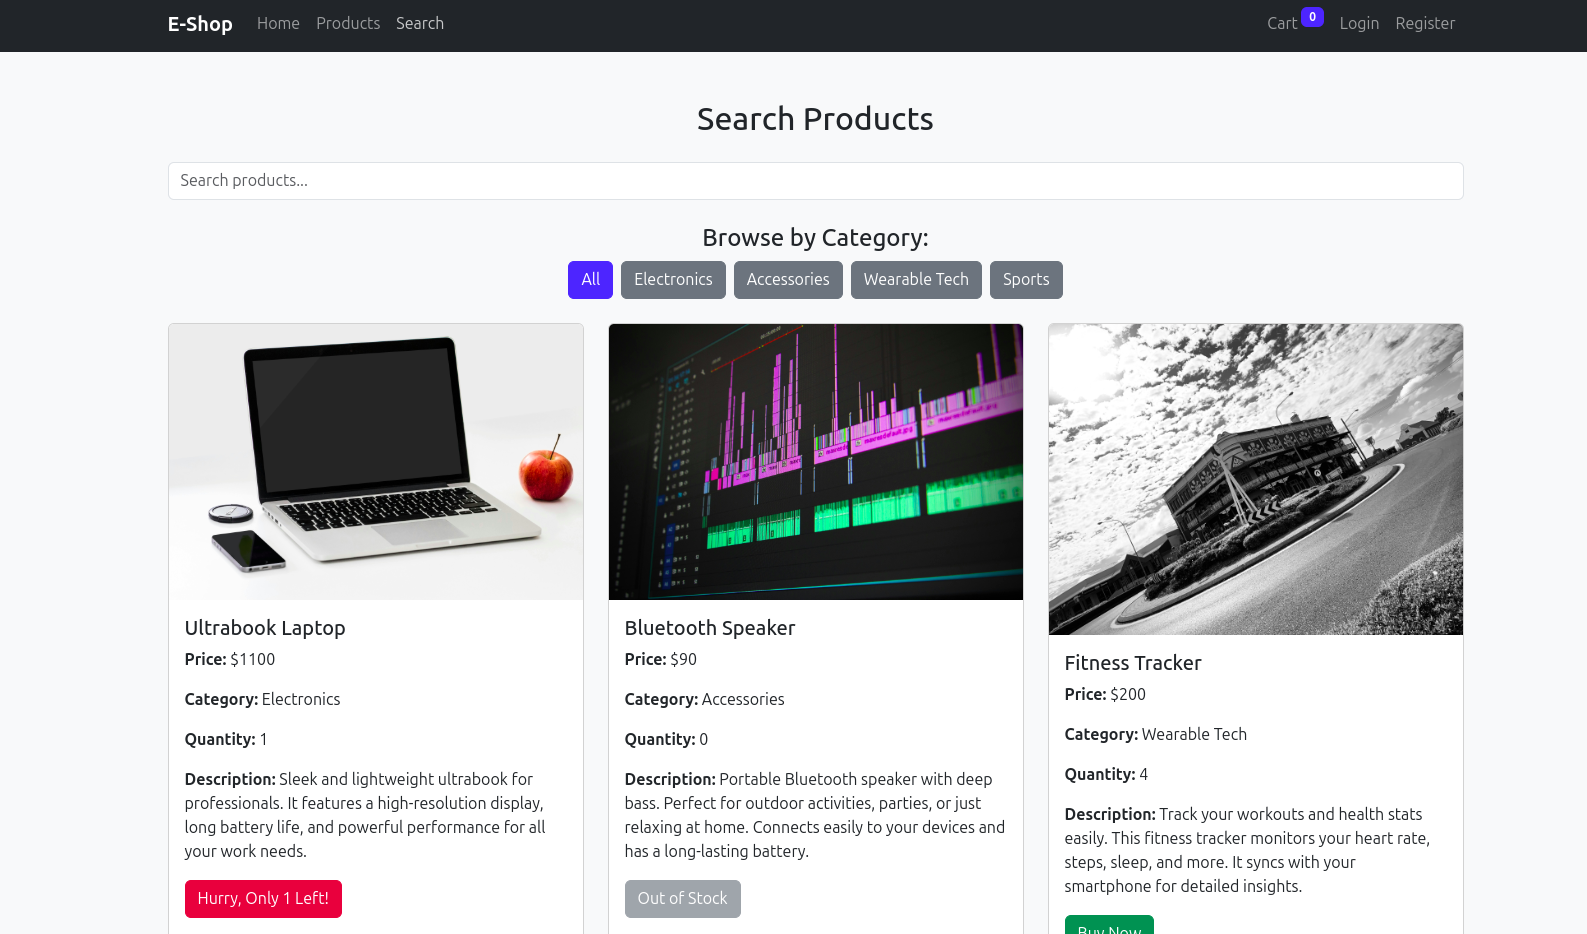 E-Shop Home Products Search Cart 0 Login Register
Search Products
Search products...
Browse by Category:
All Electronics Accessories Wearable Tech Sports
Ultrabook Laptop
Price: $1100
Category: Electronics
Quantity: 1
Description: Sleek and lightweight ultrabook for
professionals. It features a high-resolution display,
long battery life, and powerful performance for all
your work needs.
Hurry, Only 1 Left!
Bluetooth Speaker
Price: $90
Category: Accessories
Quantity: 0
Description: Portable Bluetooth speaker with deep
bass. Perfect for outdoor activities, parties, or just
relaxing at home. Connects easily to your devices and
has a long-lasting battery.
Out of Stock
Fitness Tracker
Price: $200
Category: Wearable Tech
Quantity: 4
Description: Track your workouts and health stats
easily. This fitness tracker monitors your heart rate,
steps, sleep, and more. It syncs with your
smartphone for detailed insights.
Buy Now